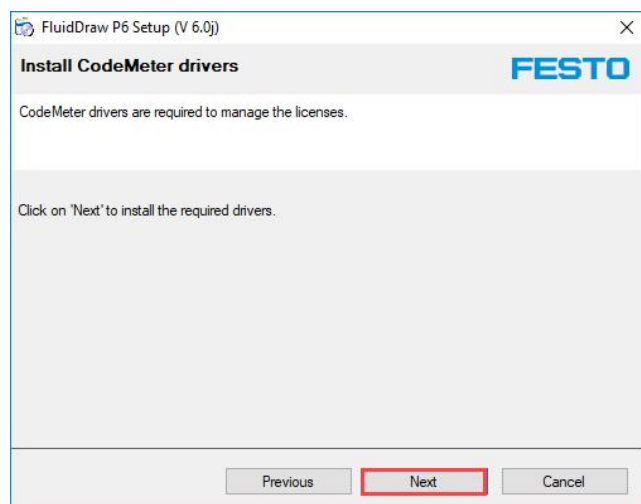 FluidDraw P6 Setup (V 6.0j)
Install CodeMeter drivers
FESTO
CodeMeter drivers are required to manage the licenses.
Click on 'Next' to install the required drivers.
Previous
Next
Cancel